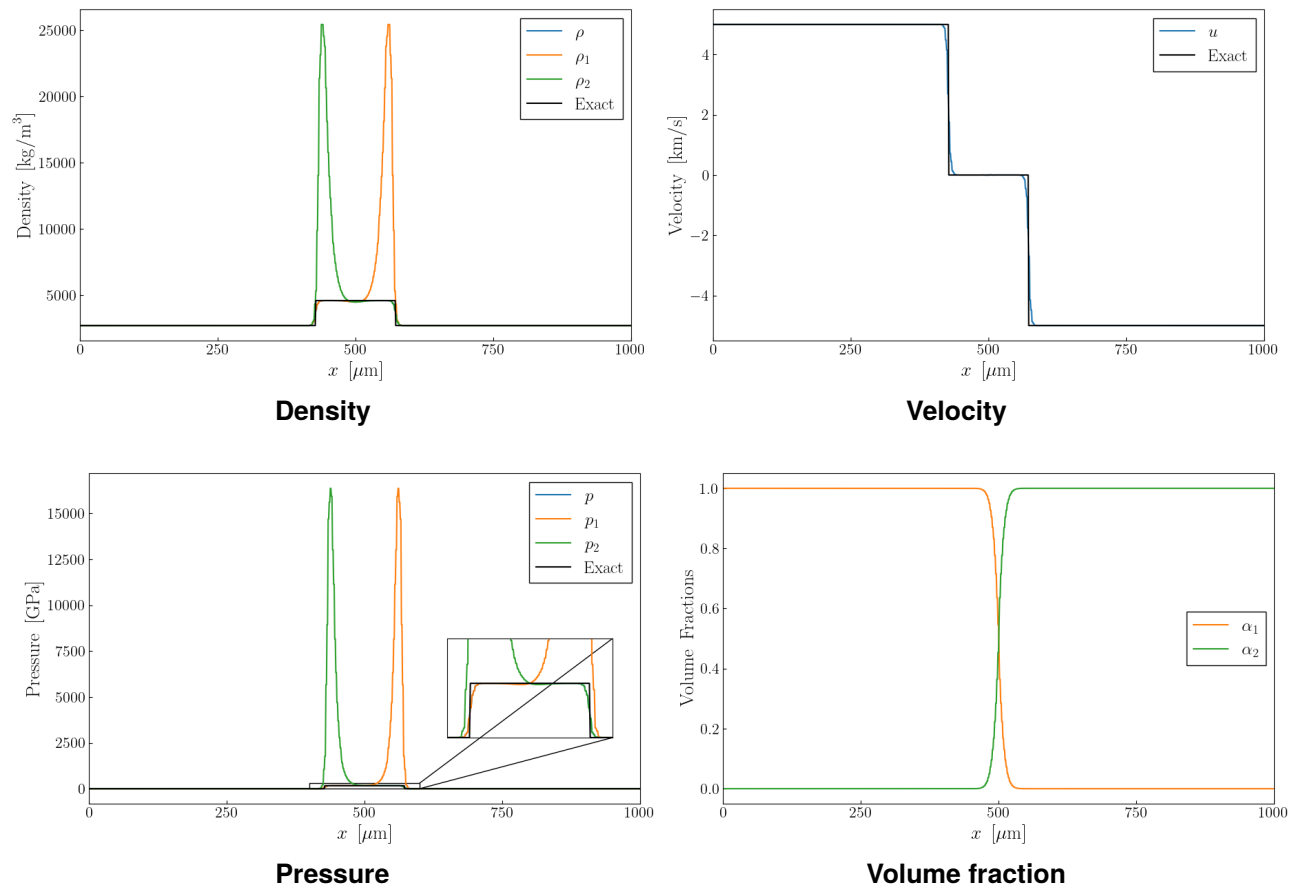 Density [kg/m³]
25000
20000
15000
10000
5000
0 250 500 750 1000
x [μm]
ρ
ρ₁
ρ₂
Exact
Density
Velocity [km/s]
4
2
0
−2
−4
0 250 500 750 1000
x [μm]
u
Exact
Velocity
Pressure [GPa]
15000
12500
10000
7500
5000
2500
0
0 250 500 750 1000
x [μm]
p
p₁
p₂
Exact
Pressure
Volume Fractions
1.0
0.8
0.6
0.4
0.2
0.0
0 250 500 750 1000
x [μm]
α₁
α₂
Volume fraction